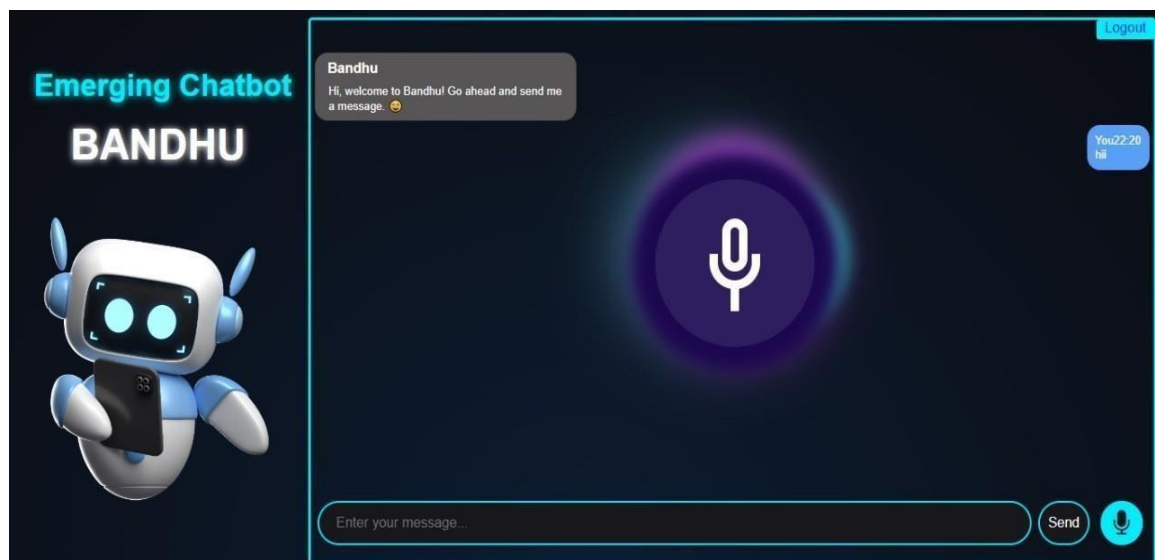 Emerging Chatbot
BANDHU
Logout
Bandhu
Hi, welcome to Bandhu! Go ahead and send me
a message. 😄
You22:20
hii
Enter your message...
Send